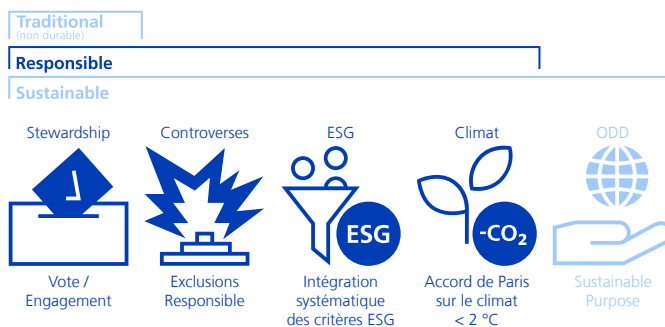 Traditional
(non durable)
Responsible
Sustainable
Stewardship
Controverses
ESG
Climat
ODD
ESG
-CO₂
Vote /
Engagement
Exclusions
Responsible
Intégration
systématique
des critères ESG
Accord de Paris
sur le climat
< 2 °C
Sustainable
Purpose